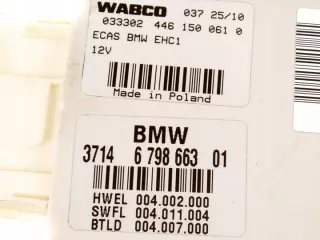 WABCO 037 25/10
033302 446 150 061 0
ECAS BMW EHC1
12V
Made in Poland
BMW
3714 6 798 663 01
HWEL 004.002.000
SWFL 004.011.004
BTLD 004.007.000